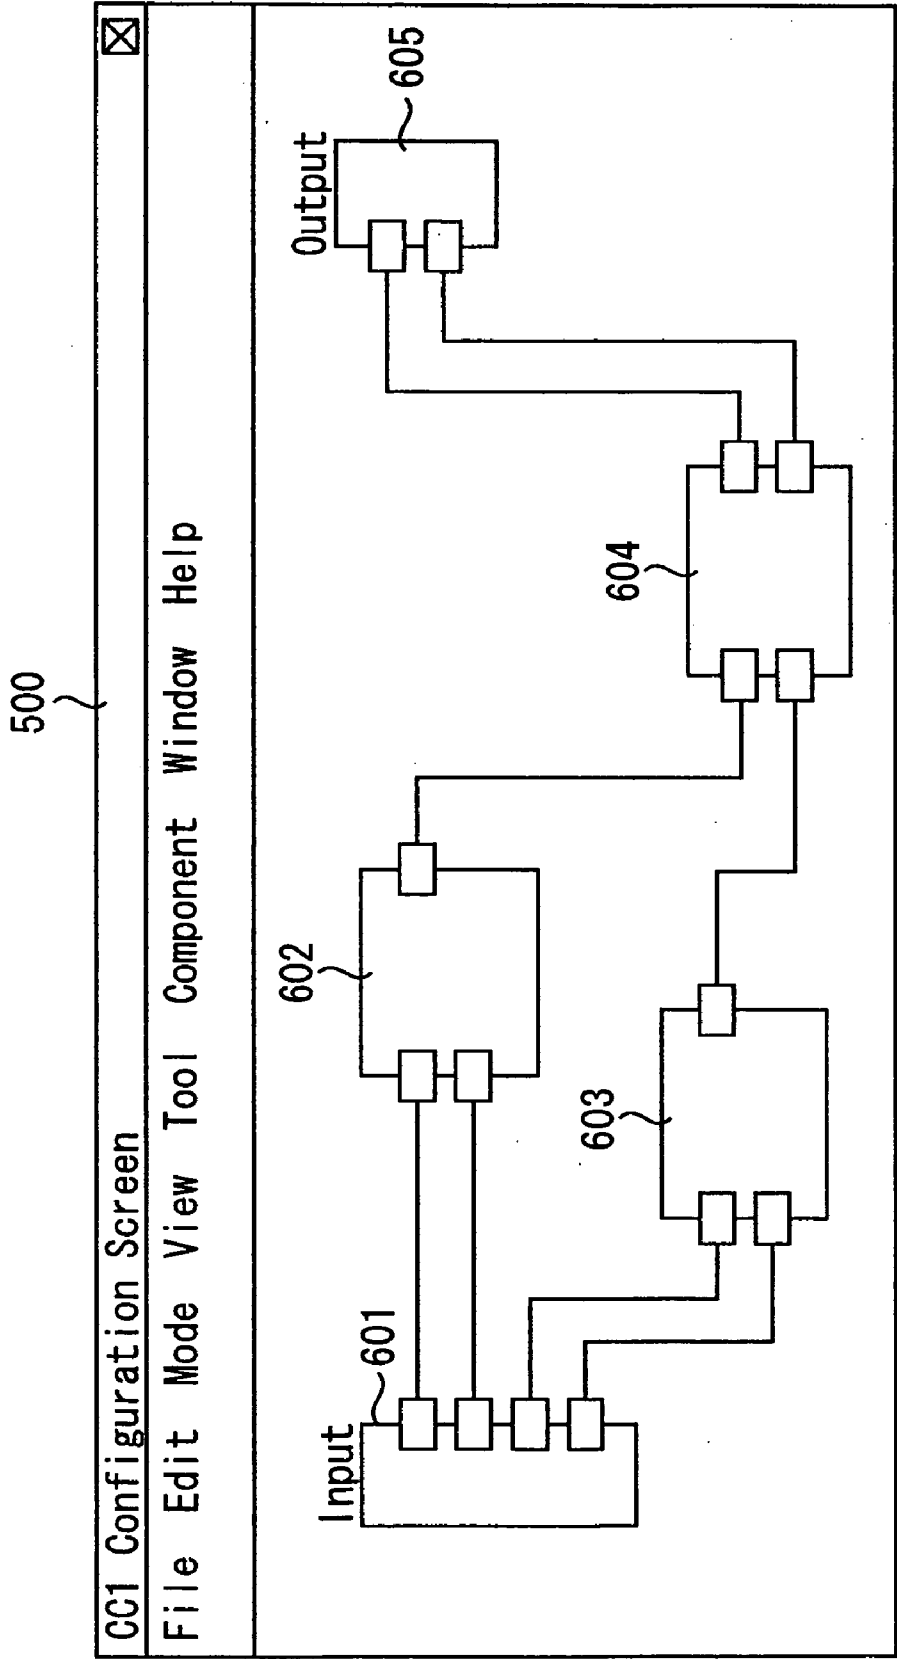 500
CC1 Configuration Screen
File Edit Mode View Tool Component Window Help
Input
601
602
603
604
Output
605